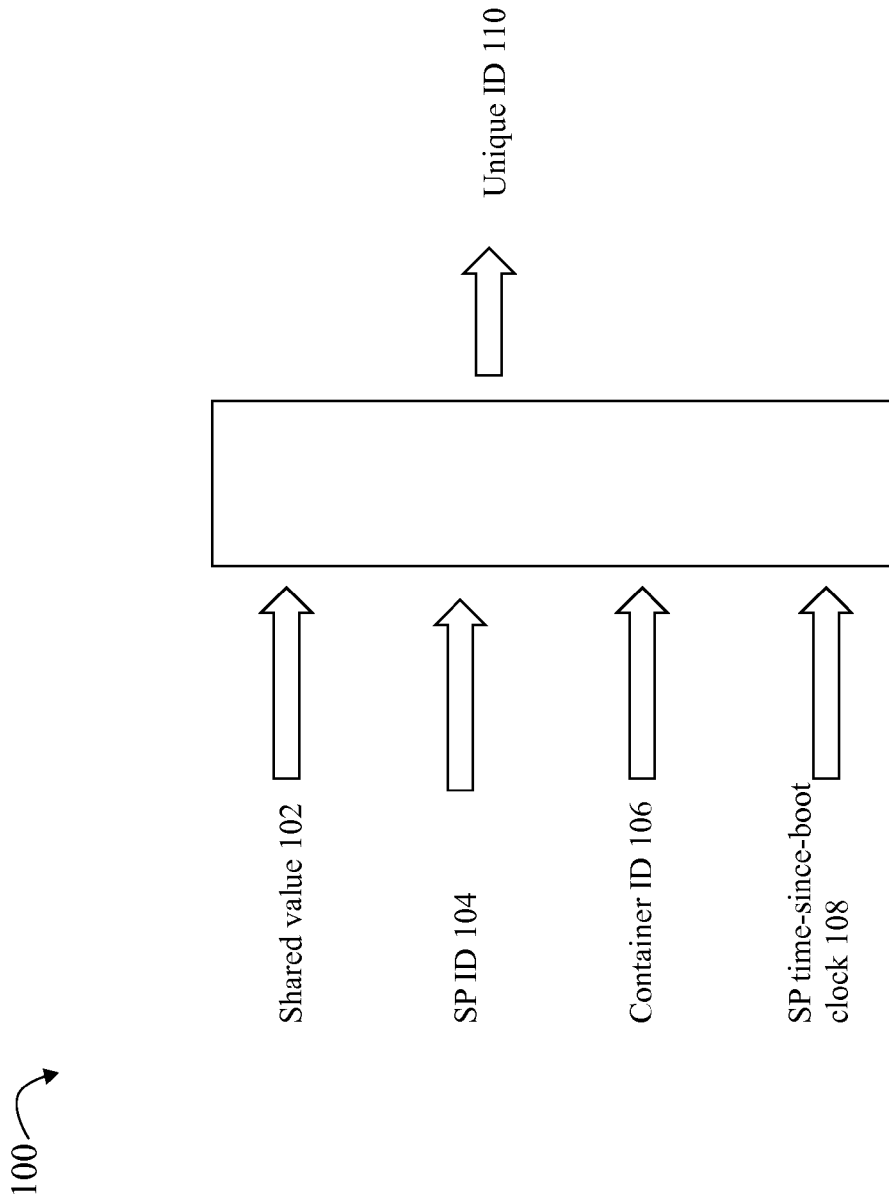 100
Shared value 102
SP ID 104
Container ID 106
SP time-since-boot
clock 108
Unique ID 110